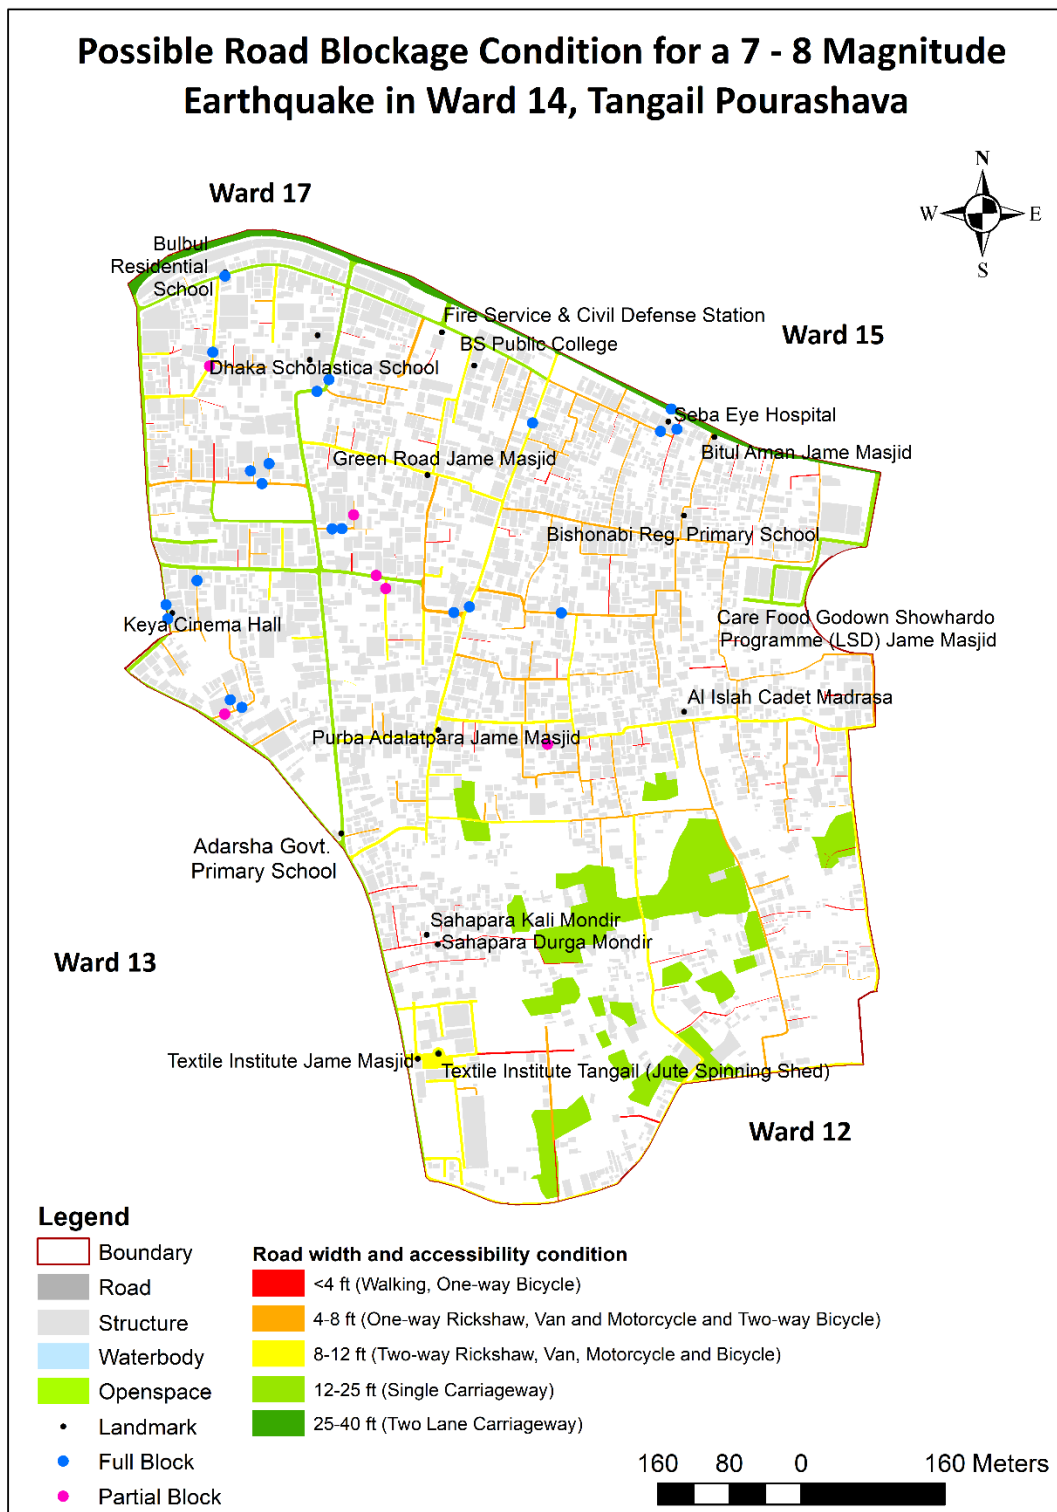 Possible Road Blockage Condition for a 7 - 8 Magnitude
Earthquake in Ward 14, Tangail Pourashava
N
W
E
S
Ward 17
Bulbul
Residential
School
Fire Service & Civil Defense Station
Ward 15
BS Public College
Dhaka Scholastica School
Seba Eye Hospital
Bitul Aman Jame Masjid
Green Road Jame Masjid
Bishonabi Reg. Primary School
Keya Cinema Hall
Care Food Godown Showhardo
Programme (LSD) Jame Masjid
Al Islah Cadet Madrasa
Purba Adalatpara Jame Masjid
Adarsha Govt.
Primary School
Sahapara Kali Mondir
Sahapara Durga Mondir
Ward 13
Textile Institute Jame Masjid
Textile Institute Tangail (Jute Spinning Shed)
Ward 12
Legend
Boundary
Road
Structure
Waterbody
Openspace
Landmark
Full Block
Partial Block
Road width and accessibility condition
<4 ft (Walking, One-way Bicycle)
4-8 ft (One-way Rickshaw, Van and Motorcycle and Two-way Bicycle)
8-12 ft (Two-way Rickshaw, Van, Motorcycle and Bicycle)
12-25 ft (Single Carriageway)
25-40 ft (Two Lane Carriageway)
160 80 0 160 Meters